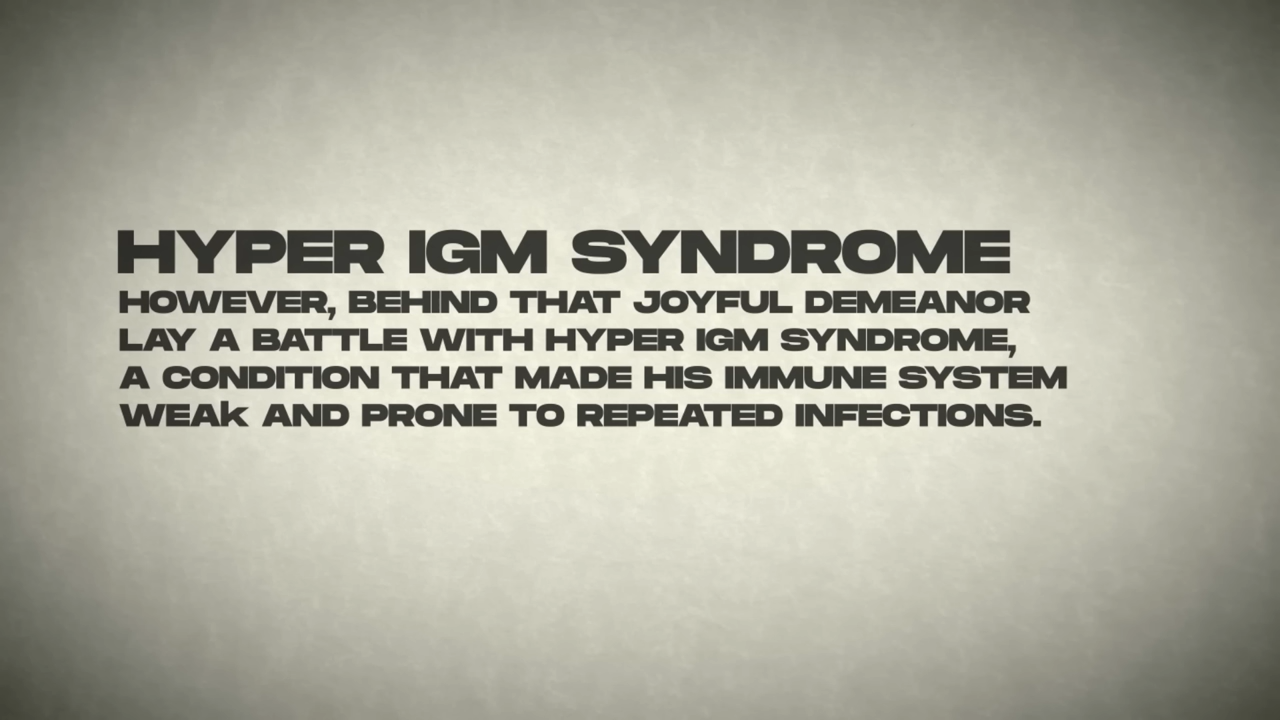 HYPER IGM SYNDROME
HOWEVER, BEHIND THAT JOYFUL DEMEANOR
LAY A BATTLE WITH HYPER IGM SYNDROME,
A CONDITION THAT MADE HIS IMMUNE SYSTEM
WEAk AND PRONE TO REPEATED INFECTIONS.